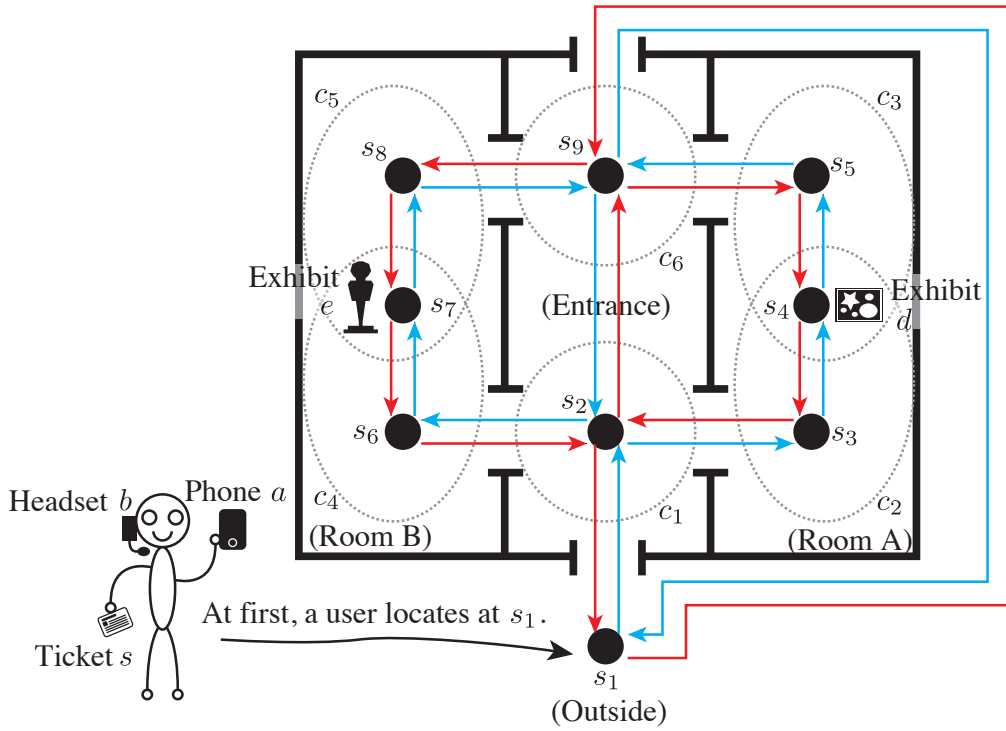 c₅
c₃
s₈
s₉
s₅
c₆
Exhibit
e
s₇
(Entrance)
s₄
Exhibit
d
s₂
s₆
s₃
c₄
c₁
c₂
(Room B)
(Room A)
Headset b
Phone a
At first, a user locates at s₁.
Ticket s
s₁
(Outside)